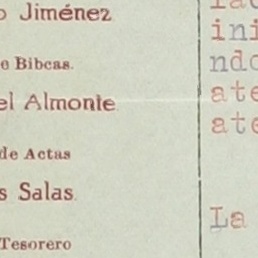 o Jiménez
e Bibcas.
el Almonte
de Actas
s Salas.
Tesorero
ini
ndo
ate
ate
La